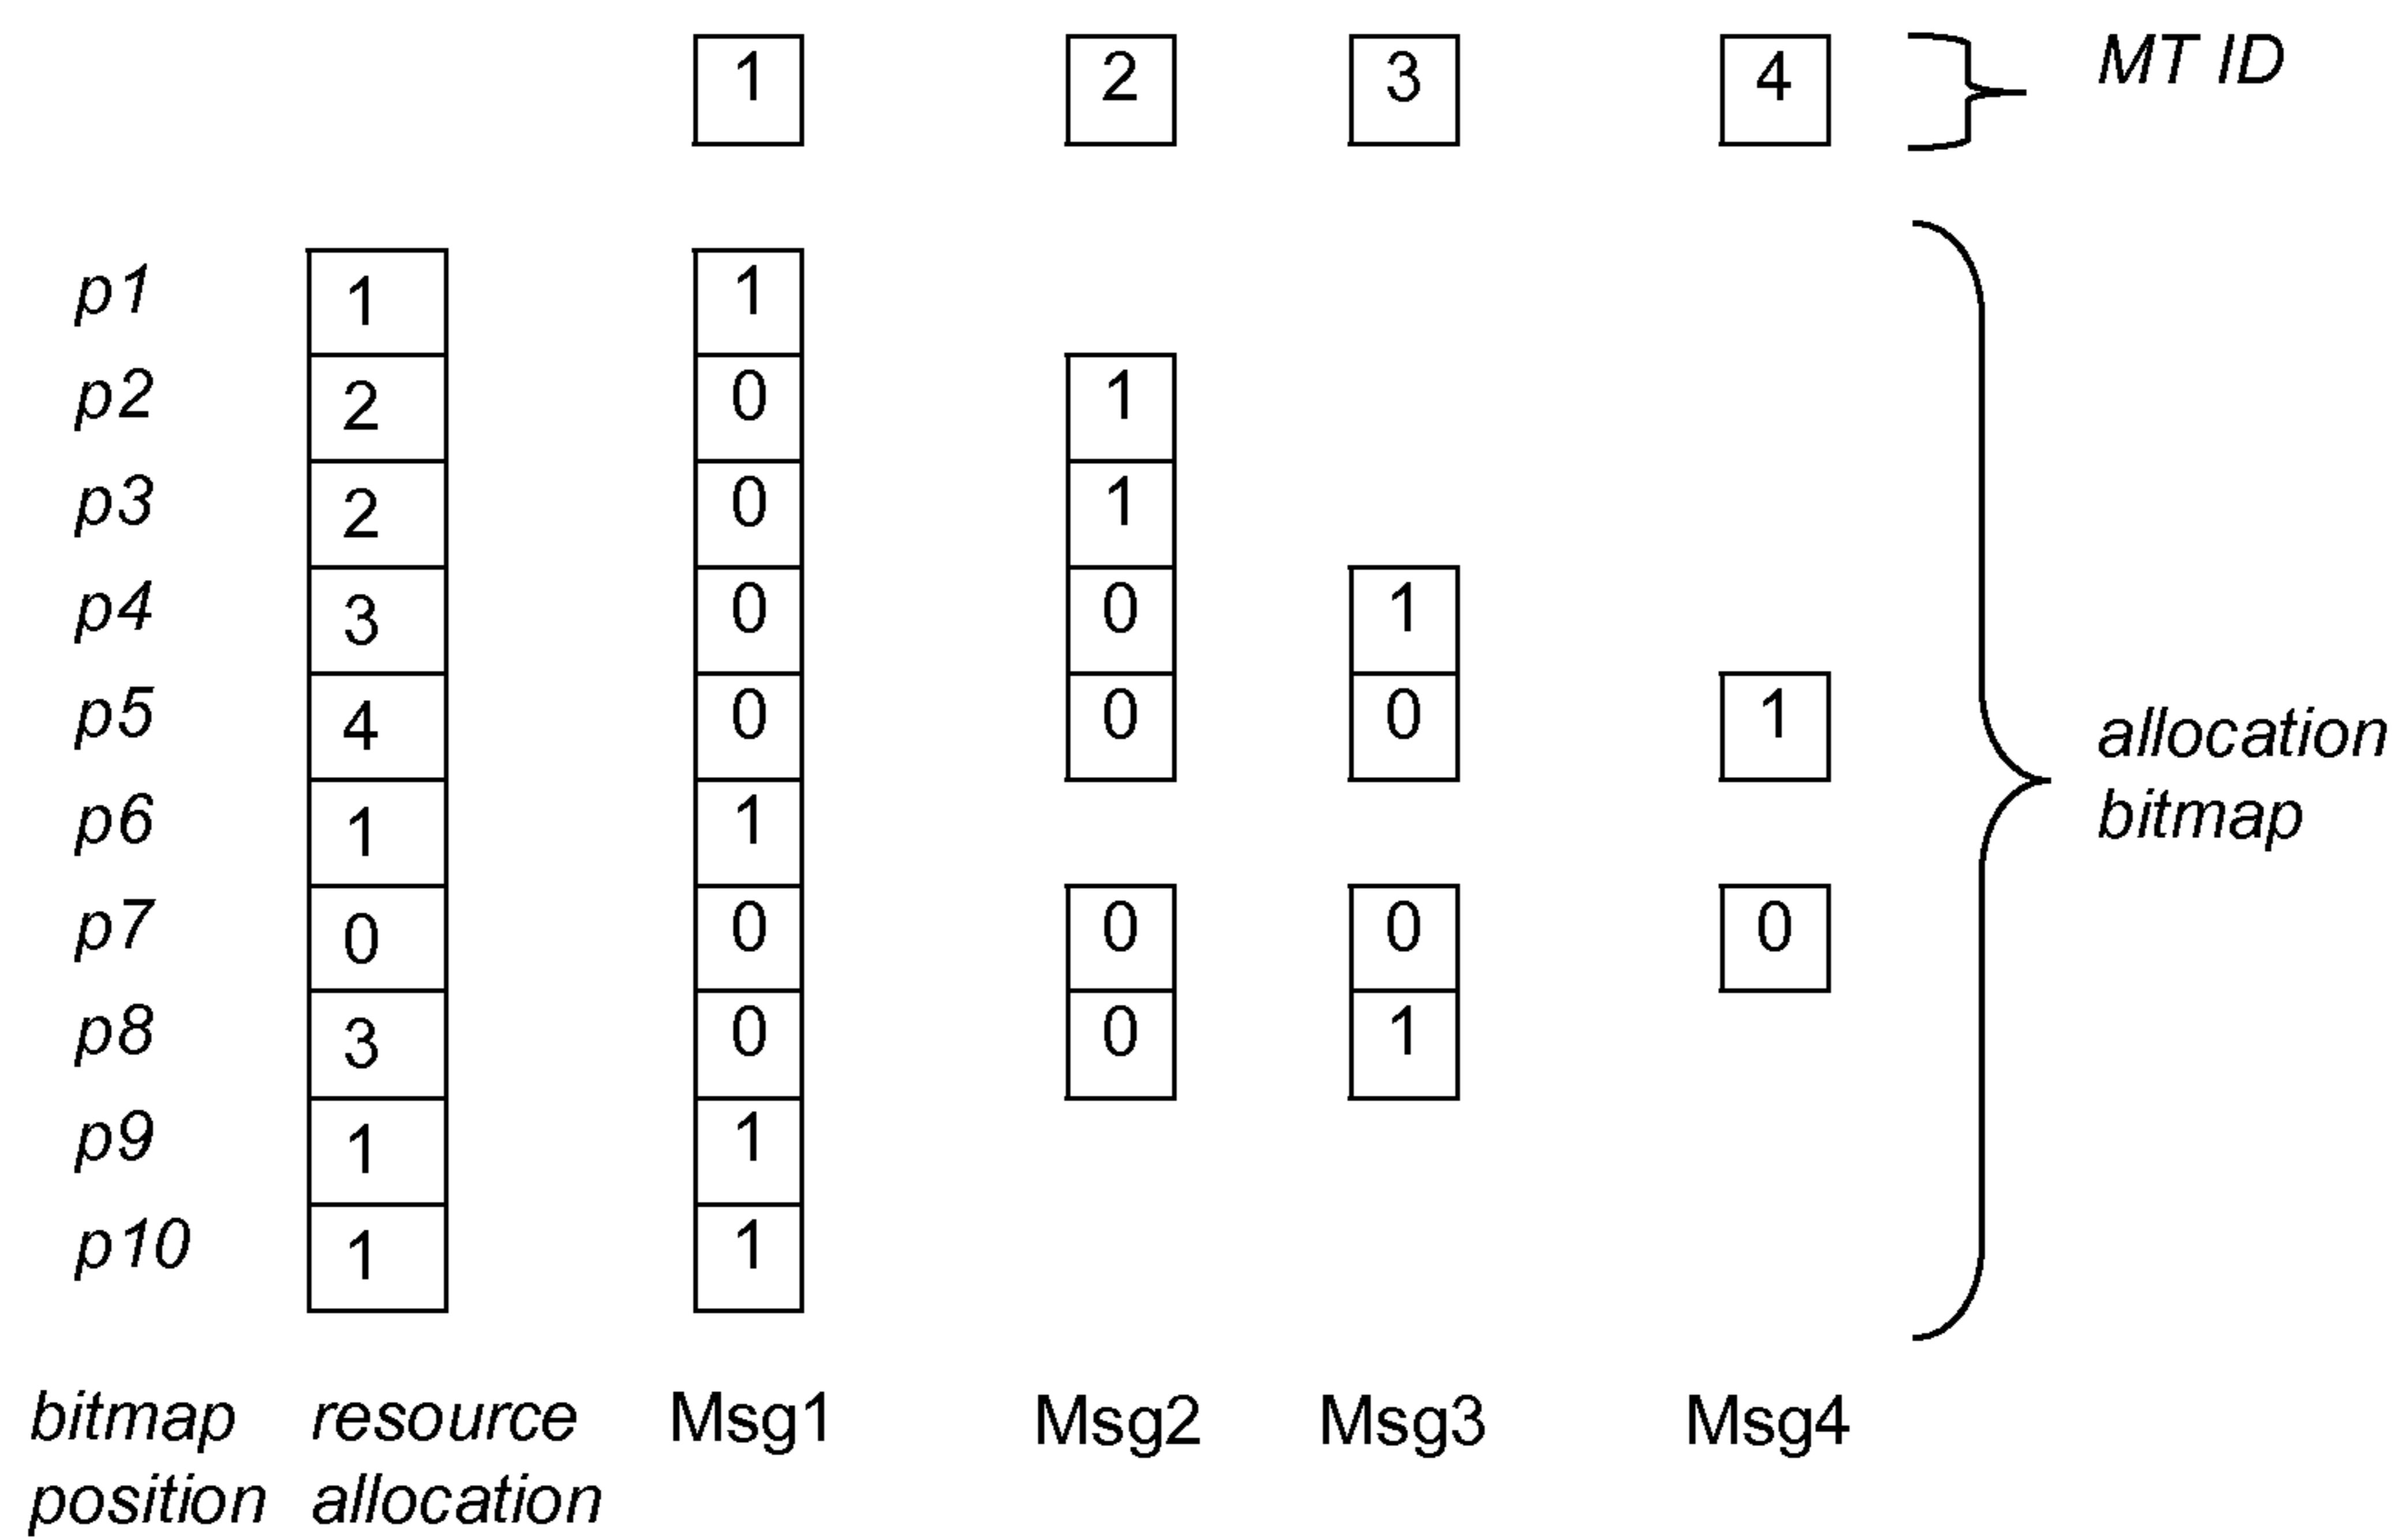 1 2 3 4 MT ID
p1 1 1
p2 2 0 1
p3 2 0 1
p4 3 0 0 1
p5 4 0 0 0 1
allocation
bitmap
p6 1 1
p7 0 0 0 0 0
p8 3 0 0 1
p9 1 1
p10 1 1
bitmap resource Msg1 Msg2 Msg3 Msg4
position allocation